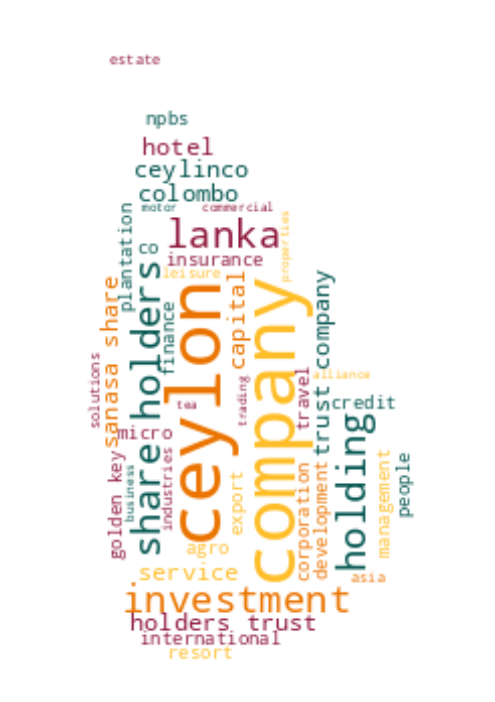 estate
npbs
hotel
ceylinco
colombo
motor
commercial
lanka
plantation
co
insurance
properties
leisure
share holders
ceylon
finance
capital
company
trust company
sanasa share
solutions
alliance
tea
trading
travel
credit
micro
holding
golden key
business
industries
export
corporation
development
management
people
agro
service
asia
investment
holders trust
international
resort